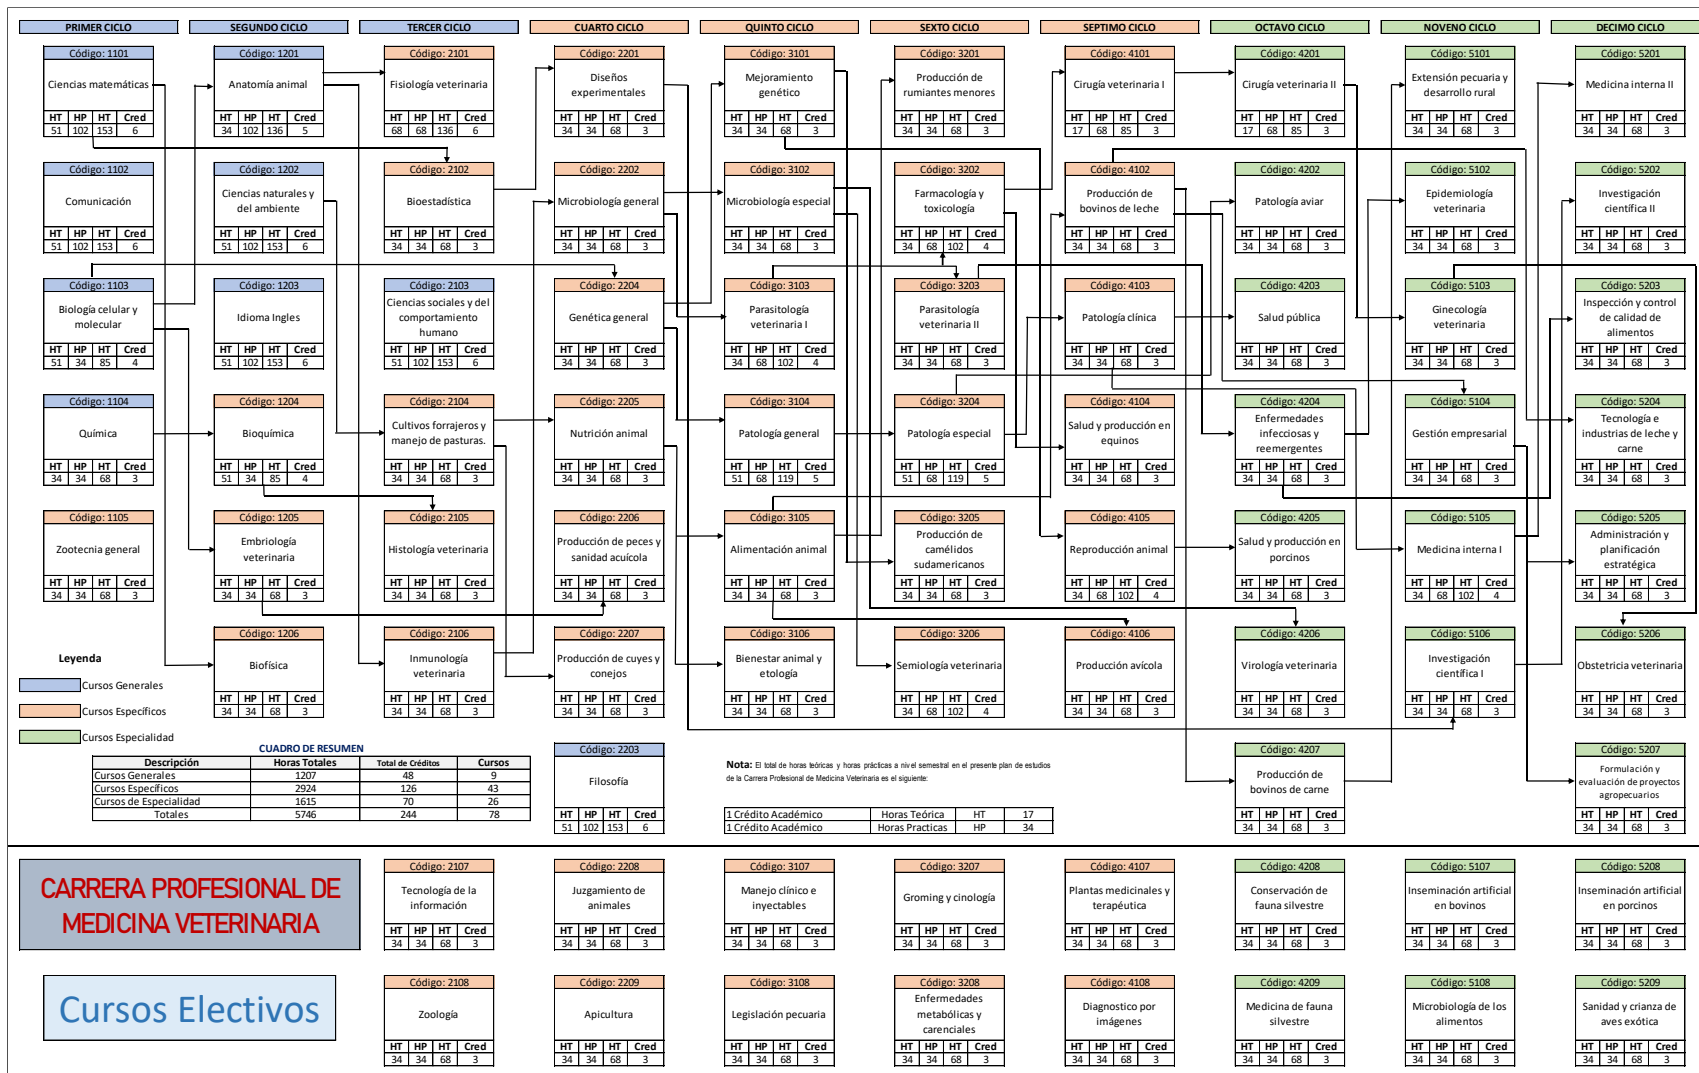 PRIMER CICLO SEGUNDO CICLO TERCER CICLO CUARTO CICLO QUINTO CICLO SEXTO CICLO SEPTIMO CICLO OCTAVO CICLO NOVENO CICLO DECIMO CICLO
Código: 1101 Código: 1201 Código: 2101 Código: 2201 Código: 3101 Código: 3201 Código: 4101 Código: 4201 Código: 5101 Código: 5201
Ciencias matemáticas
Anatomía animal
Fisiología veterinaria
Diseños
experimentales
Mejoramiento
genético
Producción de
rumiantes menores
Cirugía veterinaria I
Cirugía veterinaria II
Extensión pecuaria y
desarrollo rural
Medicina interna II
HT HP HT Cred HT HP HT Cred HT HP HT Cred HT HP HT Cred HT HP HT Cred HT HP HT Cred HT HP HT Cred HT HP HT Cred HT HP HT Cred HT HP HT Cred
51 102 153 6 34 102 136 5 68 68 136 6 34 34 68 3 34 34 68 3 34 34 68 3 17 68 85 3 17 68 85 3 34 34 68 3 34 34 68 3
Código: 1102 Código: 1202 Código: 2102 Código: 2202 Código: 3102 Código: 3202 Código: 4102 Código: 4202 Código: 5102 Código: 5202
Comunicación
Ciencias naturales y
del ambiente
Bioestadística
Microbiología general
Microbiología especial
Farmacología y
toxicología
Producción de
bovinos de leche
Patología aviar
Epidemiología
veterinaria
Investigación
científica II
HT HP HT Cred HT HP HT Cred HT HP HT Cred HT HP HT Cred HT HP HT Cred HT HP HT Cred HT HP HT Cred HT HP HT Cred HT HP HT Cred HT HP HT Cred
51 102 153 6 51 102 153 6 34 34 68 3 34 34 68 3 34 34 68 3 34 68 102 4 34 34 68 3 34 34 68 3 34 34 68 3 34 34 68 3
Código: 1103 Código: 1203 Código: 2103 Código: 2204 Código: 3103 Código: 3203 Código: 4103 Código: 4203 Código: 5103 Código: 5203
Biología celular y
molecular
Idioma Ingles
Ciencias sociales y del
comportamiento
humano
Genética general
Parasitología
veterinaria I
Parasitología
veterinaria II
Patología clínica
Salud pública
Ginecología
veterinaria
Inspección y control
de calidad de
alimentos
HT HP HT Cred HT HP HT Cred HT HP HT Cred HT HP HT Cred HT HP HT Cred HT HP HT Cred HT HP HT Cred HT HP HT Cred HT HP HT Cred HT HP HT Cred
51 34 85 4 51 102 153 6 51 102 153 6 34 34 68 3 34 68 102 4 34 34 68 3 34 34 68 3 34 34 68 3 34 34 68 3 34 34 68 3
Código: 1104 Código: 1204 Código: 2104 Código: 2205 Código: 3104 Código: 3204 Código: 4104 Código: 4204 Código: 5104 Código: 5204
Química
Bioquímica
Cultivos forrajeros y
manejo de pasturas.
Nutrición animal
Patología general
Patología especial
Salud y producción en
equinos
Enfermedades
infecciosas y
reemergentes
Gestión empresarial
Tecnología e
industrias de leche y
carne
HT HP HT Cred HT HP HT Cred HT HP HT Cred HT HP HT Cred HT HP HT Cred HT HP HT Cred HT HP HT Cred HT HP HT Cred HT HP HT Cred HT HP HT Cred
34 34 68 3 51 34 85 4 34 34 68 3 34 34 68 3 51 68 119 5 51 68 119 5 34 34 68 3 34 34 68 3 34 34 68 3 34 34 68 3
Código: 1105 Código: 1205 Código: 2105 Código: 2206 Código: 3105 Código: 3205 Código: 4105 Código: 4205 Código: 5105 Código: 5205
Zootecnia general
Embriología
veterinaria
Histología veterinaria
Producción de peces y
sanidad acuícola
Alimentación animal
Producción de
camélidos
sudamericanos
Reproducción animal
Salud y producción en
porcinos
Medicina interna I
Administración y
planificación
estratégica
HT HP HT Cred HT HP HT Cred HT HP HT Cred HT HP HT Cred HT HP HT Cred HT HP HT Cred HT HP HT Cred HT HP HT Cred HT HP HT Cred HT HP HT Cred
34 34 68 3 34 34 68 3 34 34 68 3 34 34 68 3 34 34 68 3 34 34 68 3 34 68 102 4 34 34 68 3 34 68 102 4 34 34 68 3
Código: 1206 Código: 2106 Código: 2207 Código: 3106 Código: 3206 Código: 4106 Código: 4206 Código: 5106 Código: 5206
Biofísica
Inmunología
veterinaria
Producción de cuyes y
conejos
Bienestar animal y
etología
Semiología veterinaria
Producción avícola
Virología veterinaria
Investigación
científica I
Obstetricia veterinaria
HT HP HT Cred HT HP HT Cred HT HP HT Cred HT HP HT Cred HT HP HT Cred HT HP HT Cred HT HP HT Cred HT HP HT Cred HT HP HT Cred
34 34 68 3 34 34 68 3 34 34 68 3 34 34 68 3 34 68 102 4 34 34 68 3 34 34 68 3 34 34 68 3 34 34 68 3
Leyenda
Cursos Generales
Cursos Específicos
Cursos Especialidad
CUADRO DE RESUMEN
Descripción Horas Totales Total de Créditos Cursos
Cursos Generales 1207 48 9
Cursos Específicos 2924 126 43
Cursos de Especialidad 1615 70 26
Totales 5746 244 78
Código: 2203
Filosofía
HT HP HT Cred
51 102 153 6
Nota: El total de horas teóricas y horas prácticas a nivel semestral en el presente plan de estudios
de la Carrera Profesional de Medicina Veterinaria es el siguiente:
1 Crédito Académico Horas Teórica HT 17
1 Crédito Académico Horas Practicas HP 34
Código: 4207
Producción de
bovinos de carne
HT HP HT Cred
34 34 68 3
Código: 5207
Formulación y
evaluación de proyectos
agropecuarios
HT HP HT Cred
34 34 68 3
CARRERA PROFESIONAL DE
MEDICINA VETERINARIA
Código: 2107 Código: 2208 Código: 3107 Código: 3207 Código: 4107 Código: 4208 Código: 5107 Código: 5208
Tecnología de la
información
Juzgamiento de
animales
Manejo clínico e
inyectables
Groming y cinología
Plantas medicinales y
terapéutica
Conservación de
fauna silvestre
Inseminación artificial
en bovinos
Inseminación artificial
en porcinos
HT HP HT Cred HT HP HT Cred HT HP HT Cred HT HP HT Cred HT HP HT Cred HT HP HT Cred HT HP HT Cred HT HP HT Cred
34 34 68 3 34 34 68 3 34 34 68 3 34 34 68 3 34 34 68 3 34 34 68 3 34 34 68 3 34 34 68 3
Cursos Electivos
Código: 2108 Código: 2209 Código: 3108 Código: 3208 Código: 4108 Código: 4209 Código: 5108 Código: 5209
Zoología
Apicultura
Legislación pecuaria
Enfermedades
metabólicas y
carenciales
Diagnostico por
imágenes
Medicina de fauna
silvestre
Microbiología de los
alimentos
Sanidad y crianza de
aves exótica
HT HP HT Cred HT HP HT Cred HT HP HT Cred HT HP HT Cred HT HP HT Cred HT HP HT Cred HT HP HT Cred HT HP HT Cred
34 34 68 3 34 34 68 3 34 34 68 3 34 34 68 3 34 34 68 3 34 34 68 3 34 34 68 3 34 34 68 3